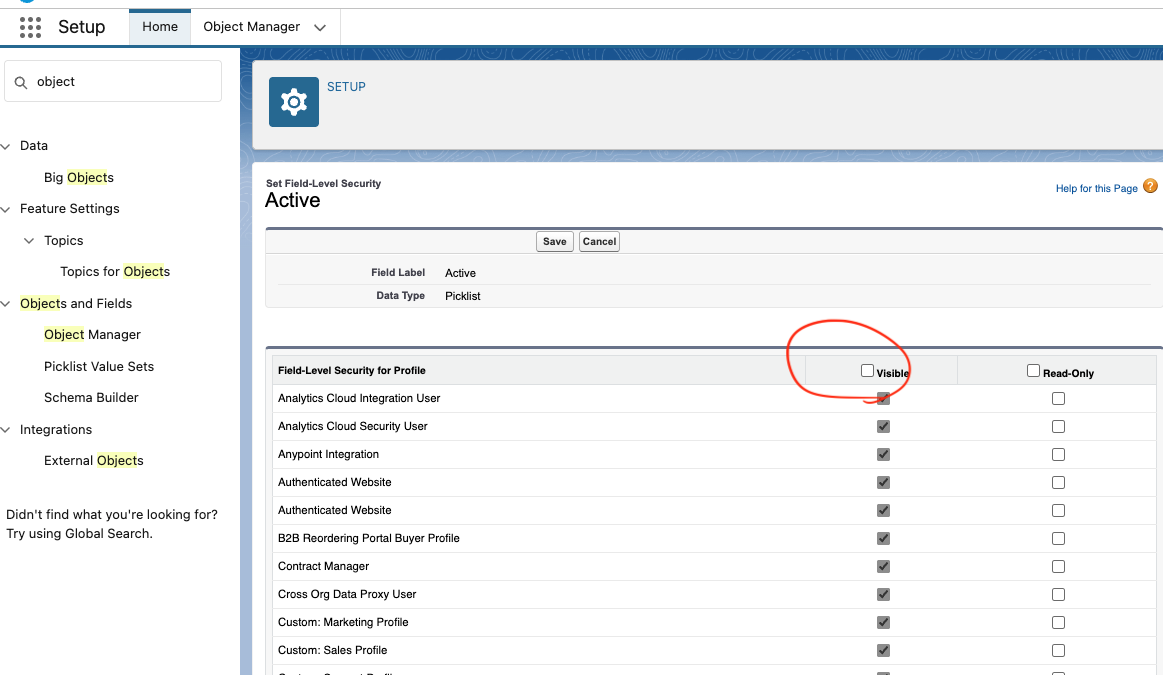 Setup
Home
Object Manager
object
SETUP
Data
Big Objects
Feature Settings
Topics
Topics for Objects
Objects and Fields
Object Manager
Picklist Value Sets
Schema Builder
Integrations
External Objects
Didn't find what you're looking for?
Try using Global Search.
Set Field-Level Security
Active
Help for this Page ?
Save Cancel
Field Label Active
Data Type Picklist
Field-Level Security for Profile Visible Read-Only
Analytics Cloud Integration User
Analytics Cloud Security User
Anypoint Integration
Authenticated Website
Authenticated Website
B2B Reordering Portal Buyer Profile
Contract Manager
Cross Org Data Proxy User
Custom: Marketing Profile
Custom: Sales Profile